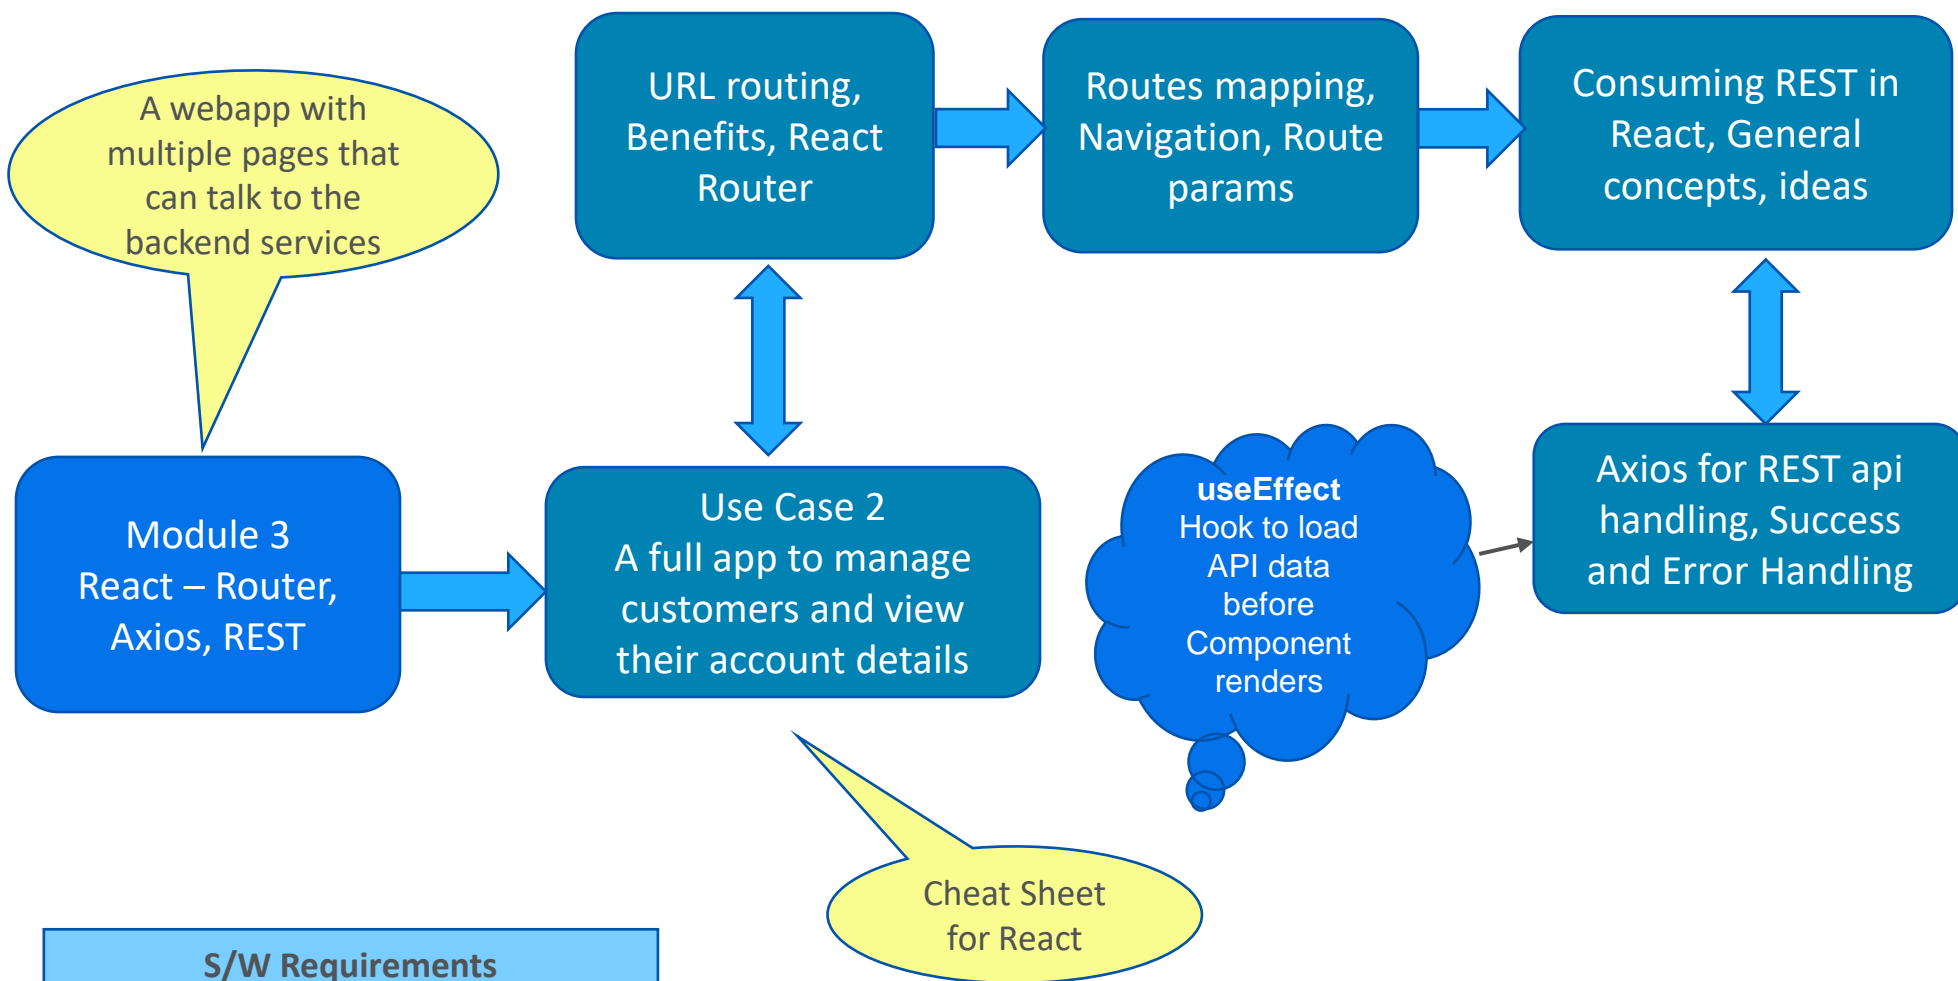 A webapp with
multiple pages that
can talk to the
backend services
URL routing,
Benefits, React
Router
Routes mapping,
Navigation, Route
params
Consuming REST in
React, General
concepts, ideas
Module 3
React – Router,
Axios, REST
Use Case 2
A full app to manage
customers and view
their account details
useEffect
Hook to load
API data
before
Component
renders
Axios for REST api
handling, Success
and Error Handling
Cheat Sheet
for React
S/W Requirements